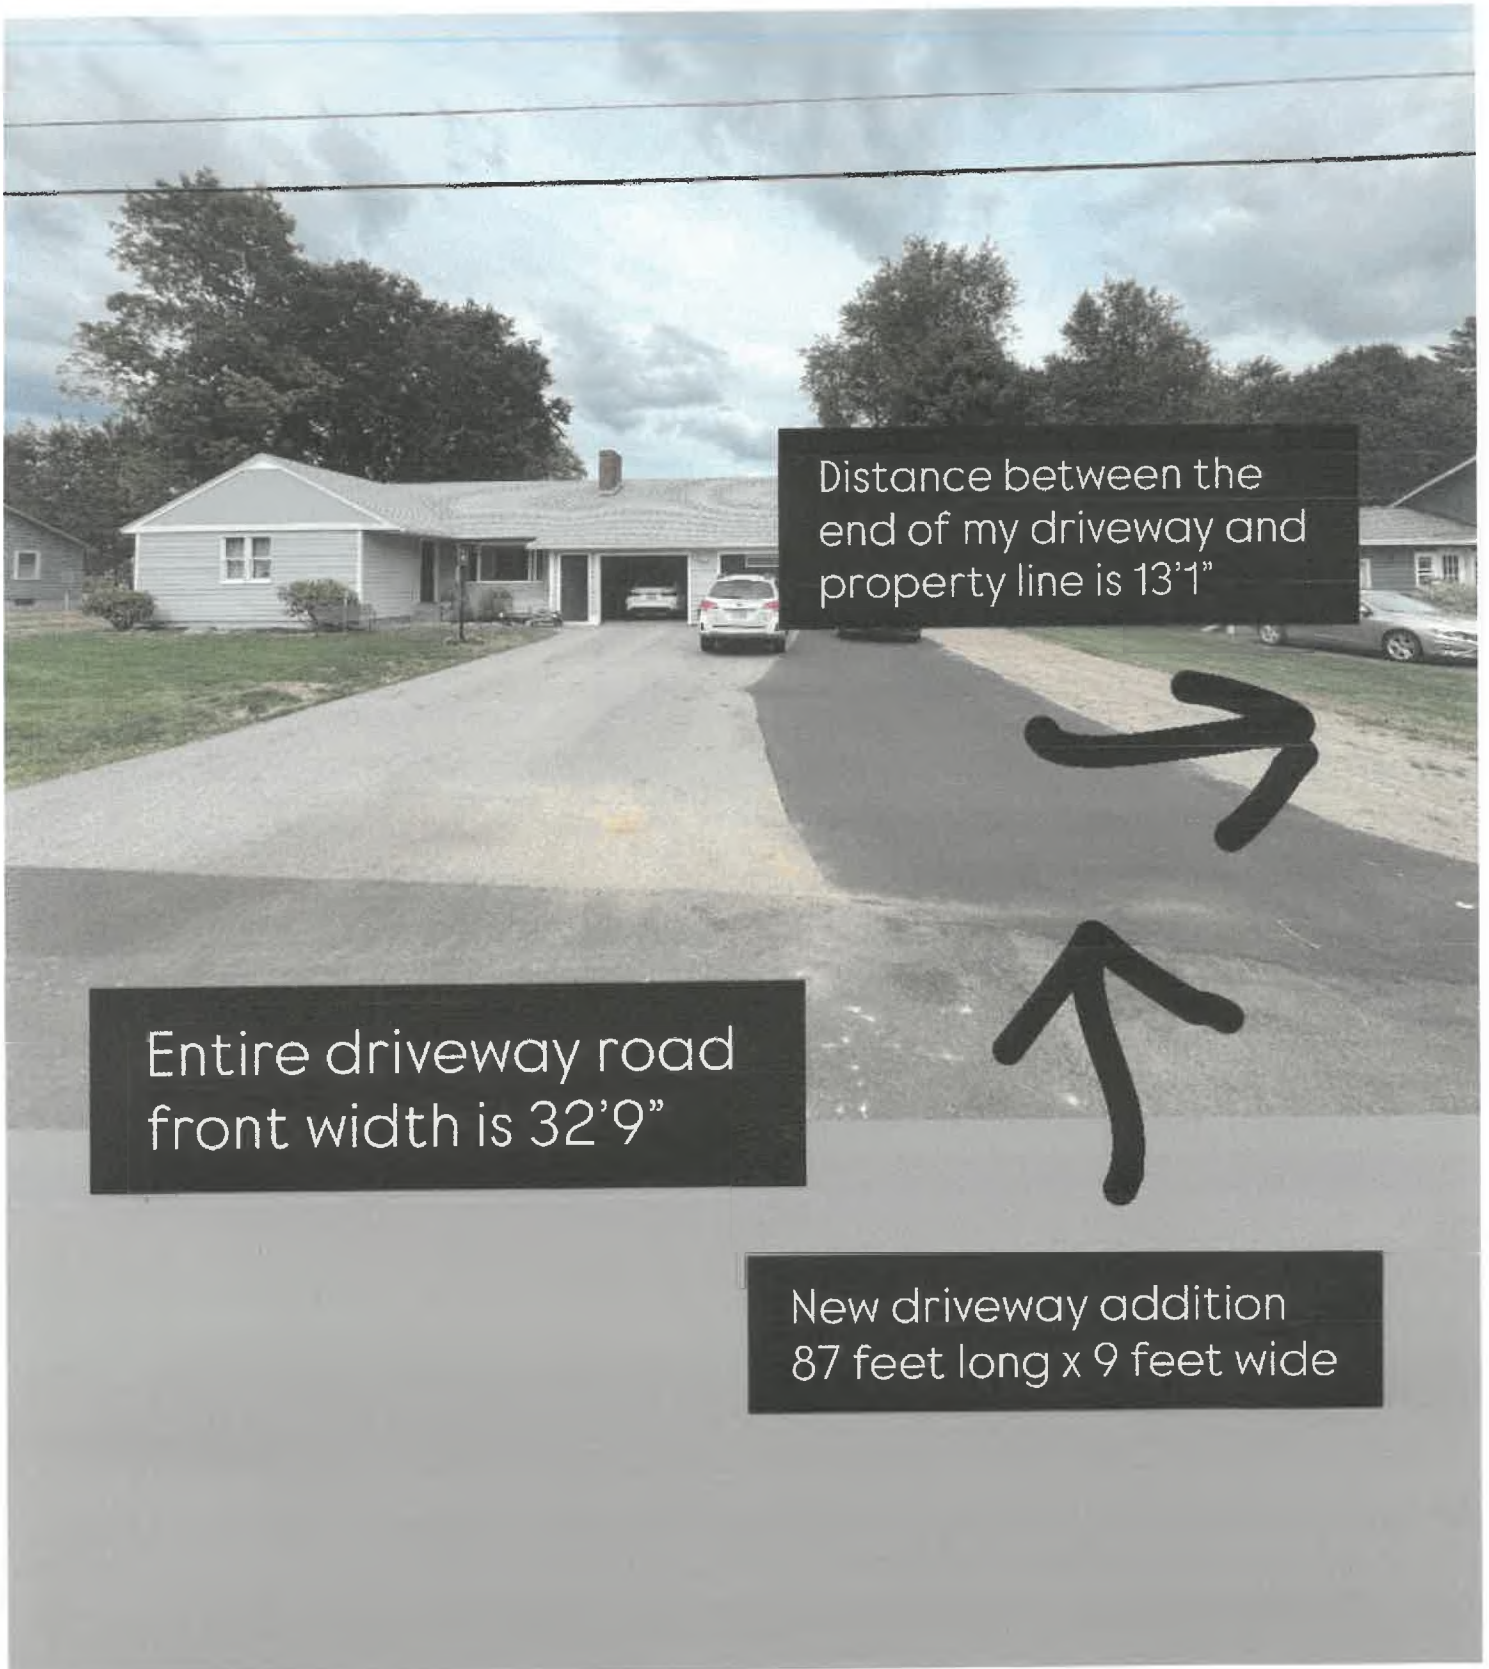 Distance between the
end of my driveway and
property line is 13'1"
Entire driveway road
front width is 32'9"
New driveway addition
87 feet long x 9 feet wide